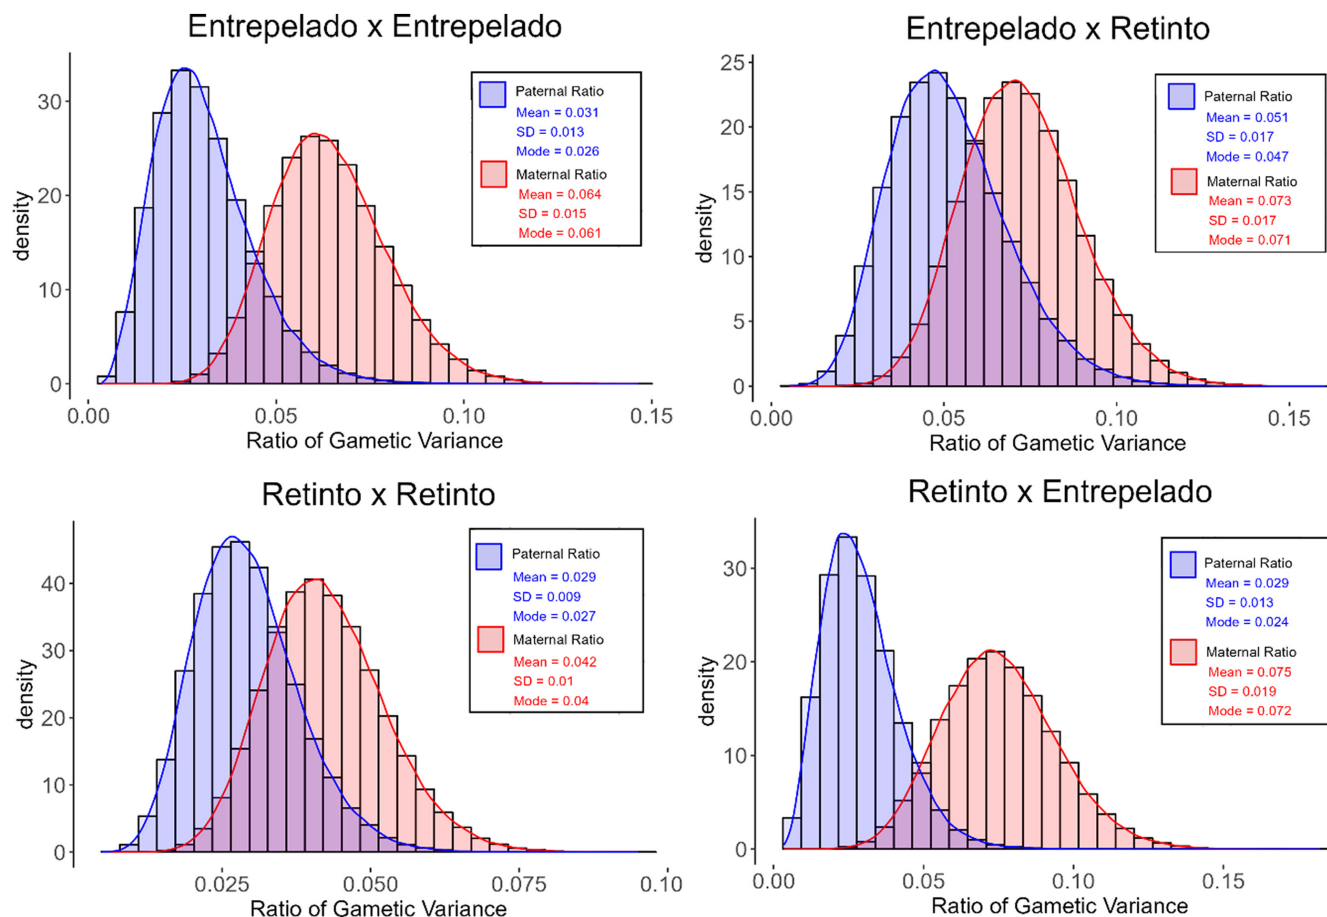 Entrepelado x Entrepelado
density
30
20
10
0
0.00
0.05
0.10
0.15
Ratio of Gametic Variance
Paternal Ratio
Mean = 0.031
SD = 0.013
Mode = 0.026
Maternal Ratio
Mean = 0.064
SD = 0.015
Mode = 0.061
Entrepelado x Retinto
density
25
20
15
10
5
0
0.00
0.05
0.10
0.15
Ratio of Gametic Variance
Paternal Ratio
Mean = 0.051
SD = 0.017
Mode = 0.047
Maternal Ratio
Mean = 0.073
SD = 0.017
Mode = 0.071
Retinto x Retinto
density
40
30
20
10
0
0.025
0.050
0.075
0.10
Ratio of Gametic Variance
Paternal Ratio
Mean = 0.029
SD = 0.009
Mode = 0.027
Maternal Ratio
Mean = 0.042
SD = 0.01
Mode = 0.04
Retinto x Entrepelado
density
30
20
10
0
0.00
0.05
0.10
0.15
Ratio of Gametic Variance
Paternal Ratio
Mean = 0.029
SD = 0.013
Mode = 0.024
Maternal Ratio
Mean = 0.075
SD = 0.019
Mode = 0.072